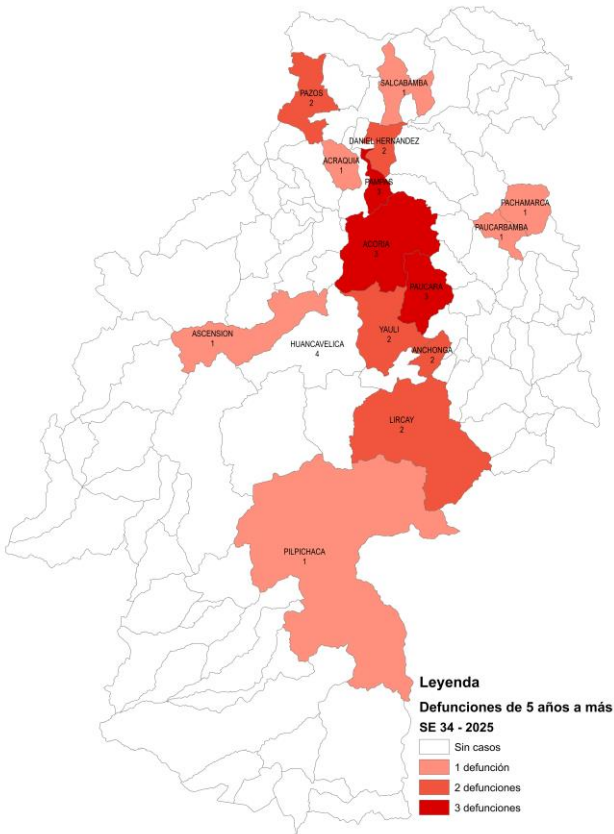 SALCABAMBA
1
PAZOS
2
DANIEL HERNANDEZ
2
ACRAQUIA
1
PAMPAS
3
PACHAMARCA
1
PAUCARBAMBA
1
ACORIA
3
PAUCARA
3
ASCENSION
1
HUANCAVELICA
4
YAULI
2
ANCHONGA
2
LIRCAY
2
PILPICHACA
1
Leyenda
Defunciones de 5 años a más
SE 34 - 2025
Sin casos
1 defunción
2 defunciones
3 defunciones